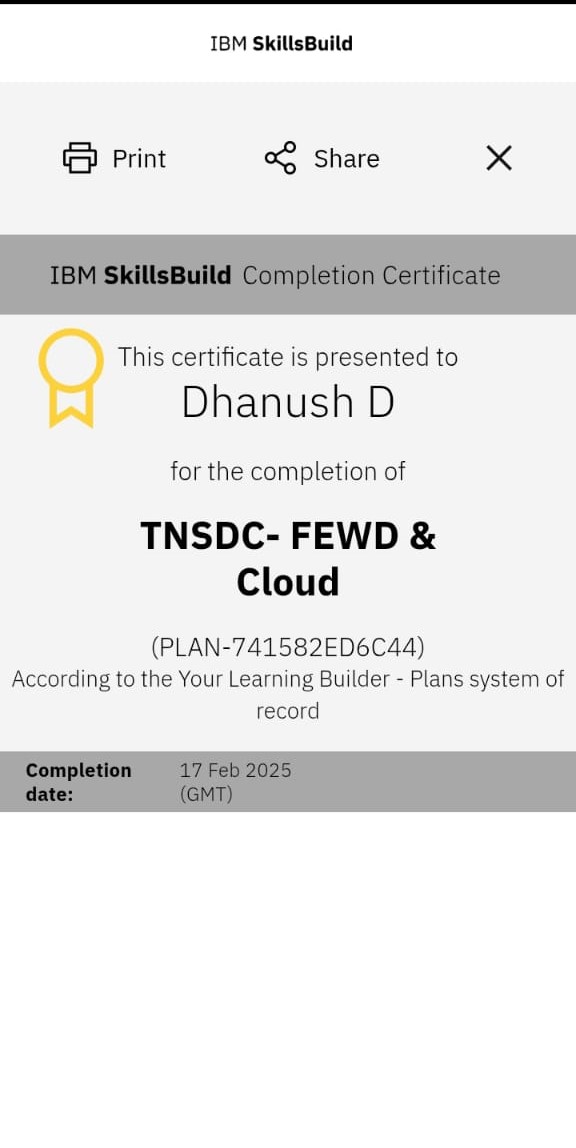 IBM SkillsBuild
Print
Share
IBM SkillsBuild Completion Certificate
This certificate is presented to
Dhanush D
for the completion of
TNSDC- FEWD &
Cloud
(PLAN-741582ED6C44)
According to the Your Learning Builder - Plans system of
record
Completion date:
17 Feb 2025 (GMT)